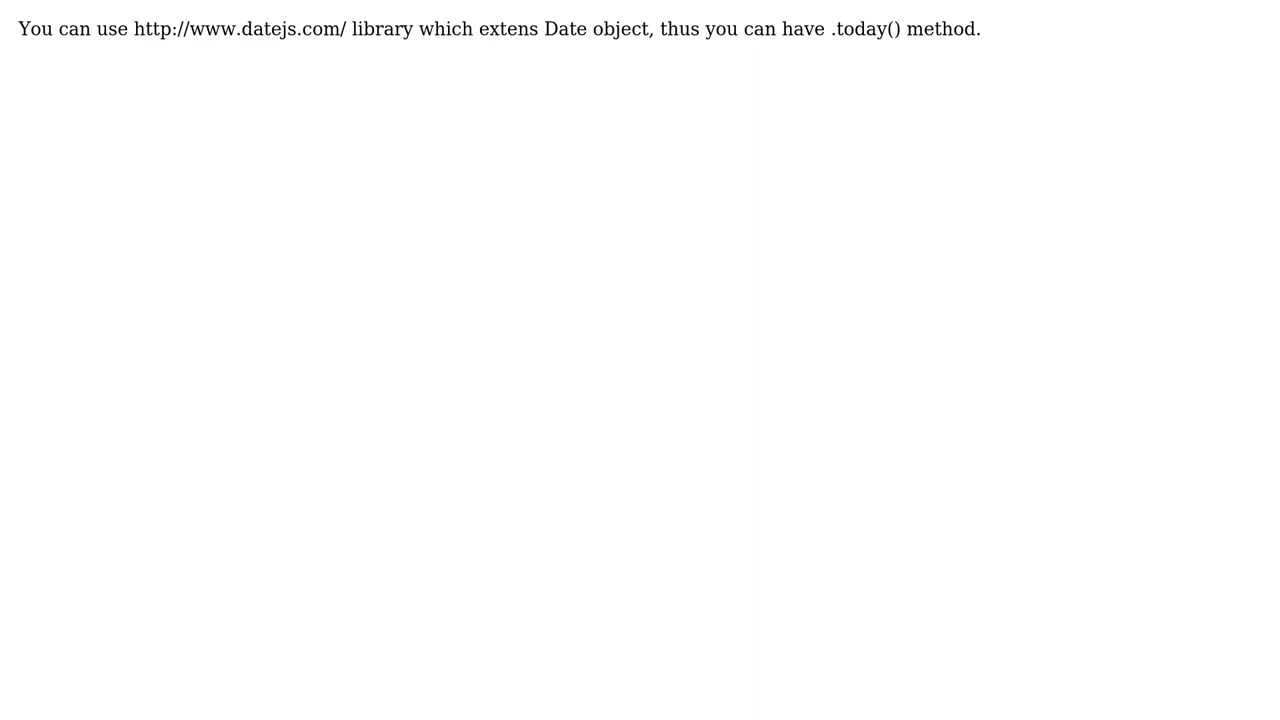 You can use http://www.datejs.com/ library which extens Date object, thus you can have .today() method.